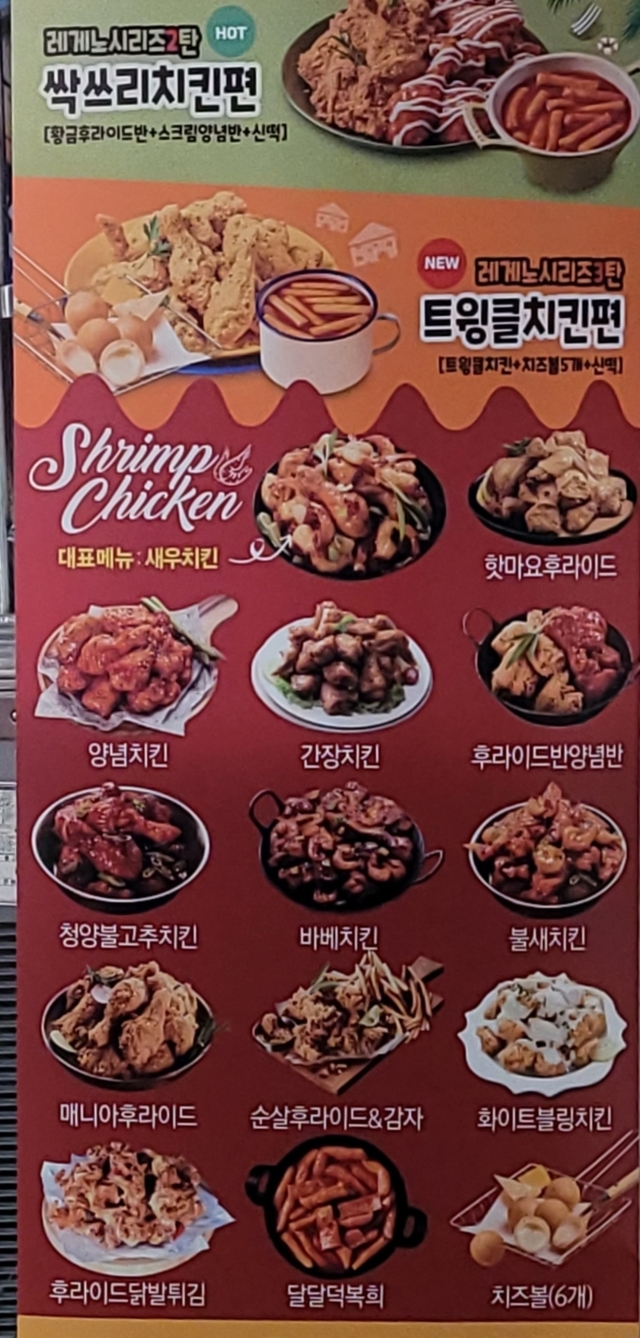 레게노시리즈2탄 HOT
싹쓰리치킨편
[황금후라이드반+스크림양념반+신떡]
NEW 레게노시리즈3탄
트윙클치킨편
[트윙클치킨+치즈볼5개+신떡]
Shrimp
Chicken
대표메뉴:새우치킨
핫마요후라이드
양념치킨 간장치킨 후라이드반양념반
청양불고추치킨 바베치킨 불새치킨
매니아후라이드 순살후라이드&감자 화이트블링치킨
후라이드닭발튀김 달달덕복희 치즈볼(6개)